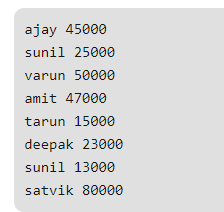 ajay 45000
sunil 25000
varun 50000
amit 47000
tarun 15000
deepak 23000
sunil 13000
satvik 80000